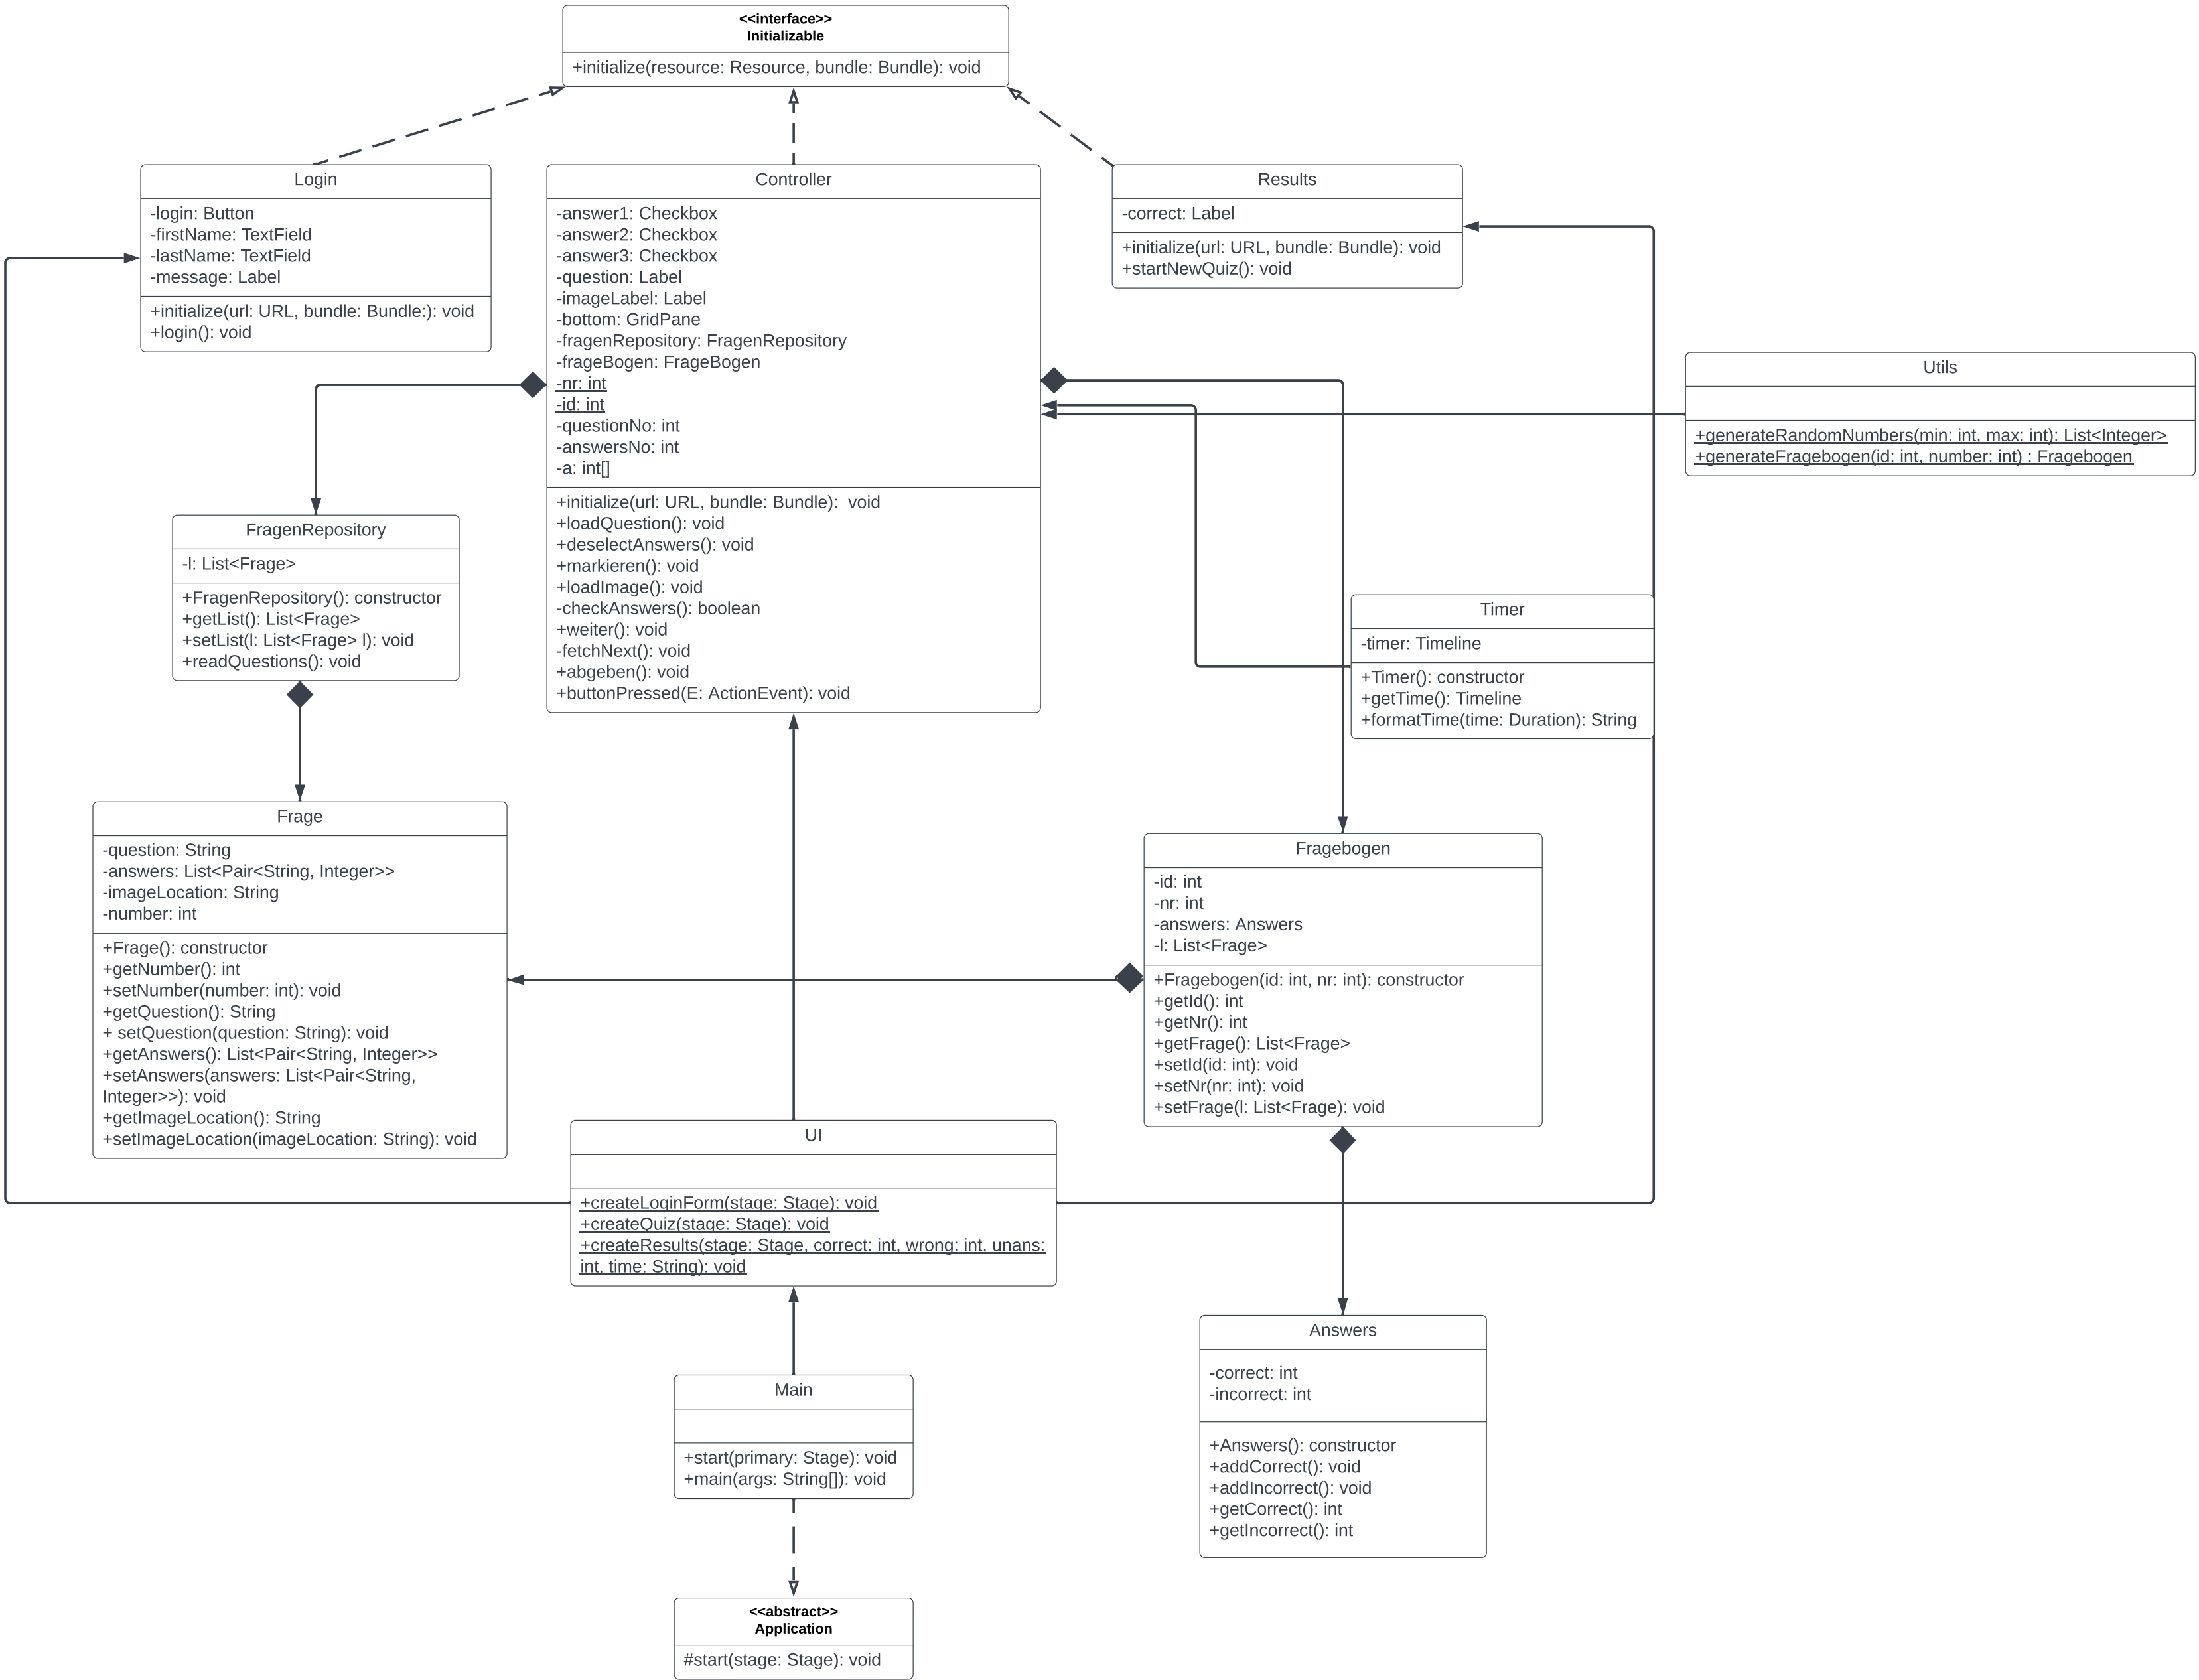 <<interface>>
Initializable
+initialize(resource: Resource, bundle: Bundle): void
Login
-login: Button
-firstName: TextField
-lastName: TextField
-message: Label
+initialize(url: URL, bundle: Bundle:): void
+login(): void
Controller
-answer1: Checkbox
-answer2: Checkbox
-answer3: Checkbox
-question: Label
-imageLabel: Label
-bottom: GridPane
-fragenRepository: FragenRepository
-frageBogen: FrageBogen
-nr: int
-id: int
-questionNo: int
-answersNo: int
-a: int[]
+initialize(url: URL, bundle: Bundle):  void
+loadQuestion(): void
+deselectAnswers(): void
+markieren(): void
+loadImage(): void
-checkAnswers(): boolean
+weiter(): void
-fetchNext(): void
+abgeben(): void
+buttonPressed(E: ActionEvent): void
Results
-correct: Label
+initialize(url: URL, bundle: Bundle): void
+startNewQuiz(): void
Utils
+generateRandomNumbers(min: int, max: int): List<Integer>
+generateFragebogen(id: int, number: int) : Fragebogen
FragenRepository
-l: List<Frage>
+FragenRepository(): constructor
+getList(): List<Frage>
+setList(l: List<Frage> l): void
+readQuestions(): void
Timer
-timer: Timeline
+Timer(): constructor
+getTime(): Timeline
+formatTime(time: Duration): String
Frage
-question: String
-answers: List<Pair<String, Integer>>
-imageLocation: String
-number: int
+Frage(): constructor
+getNumber(): int
+setNumber(number: int): void
+getQuestion(): String
+ setQuestion(question: String): void
+getAnswers(): List<Pair<String, Integer>>
+setAnswers(answers: List<Pair<String,
Integer>>): void
+getImageLocation(): String
+setImageLocation(imageLocation: String): void
Fragebogen
-id: int
-nr: int
-answers: Answers
-l: List<Frage>
+Fragebogen(id: int, nr: int): constructor
+getId(): int
+getNr(): int
+getFrage(): List<Frage>
+setId(id: int): void
+setNr(nr: int): void
+setFrage(l: List<Frage): void
UI
+createLoginForm(stage: Stage): void
+createQuiz(stage: Stage): void
+createResults(stage: Stage, correct: int, wrong: int, unans:
int, time: String): void
Answers
-correct: int
-incorrect: int
+Answers(): constructor
+addCorrect(): void
+addIncorrect(): void
+getCorrect(): int
+getIncorrect(): int
Main
+start(primary: Stage): void
+main(args: String[]): void
<<abstract>>
Application
#start(stage: Stage): void